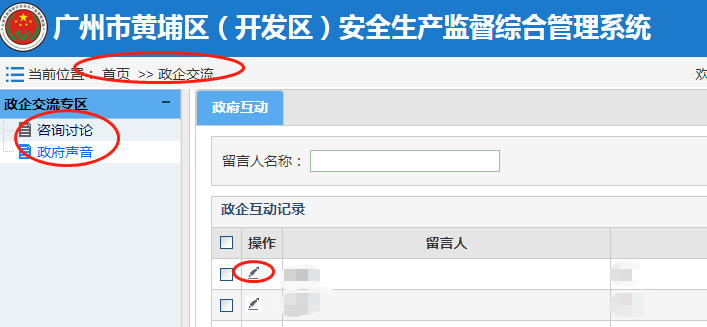 广州市黄埔区（开发区）安全生产监督综合管理系统
当前位置： 首页 >> 政企交流 欢
政企交流专区
咨询讨论
政府声音
政府互动
留言人名称：
政企互动记录
操作 留言人